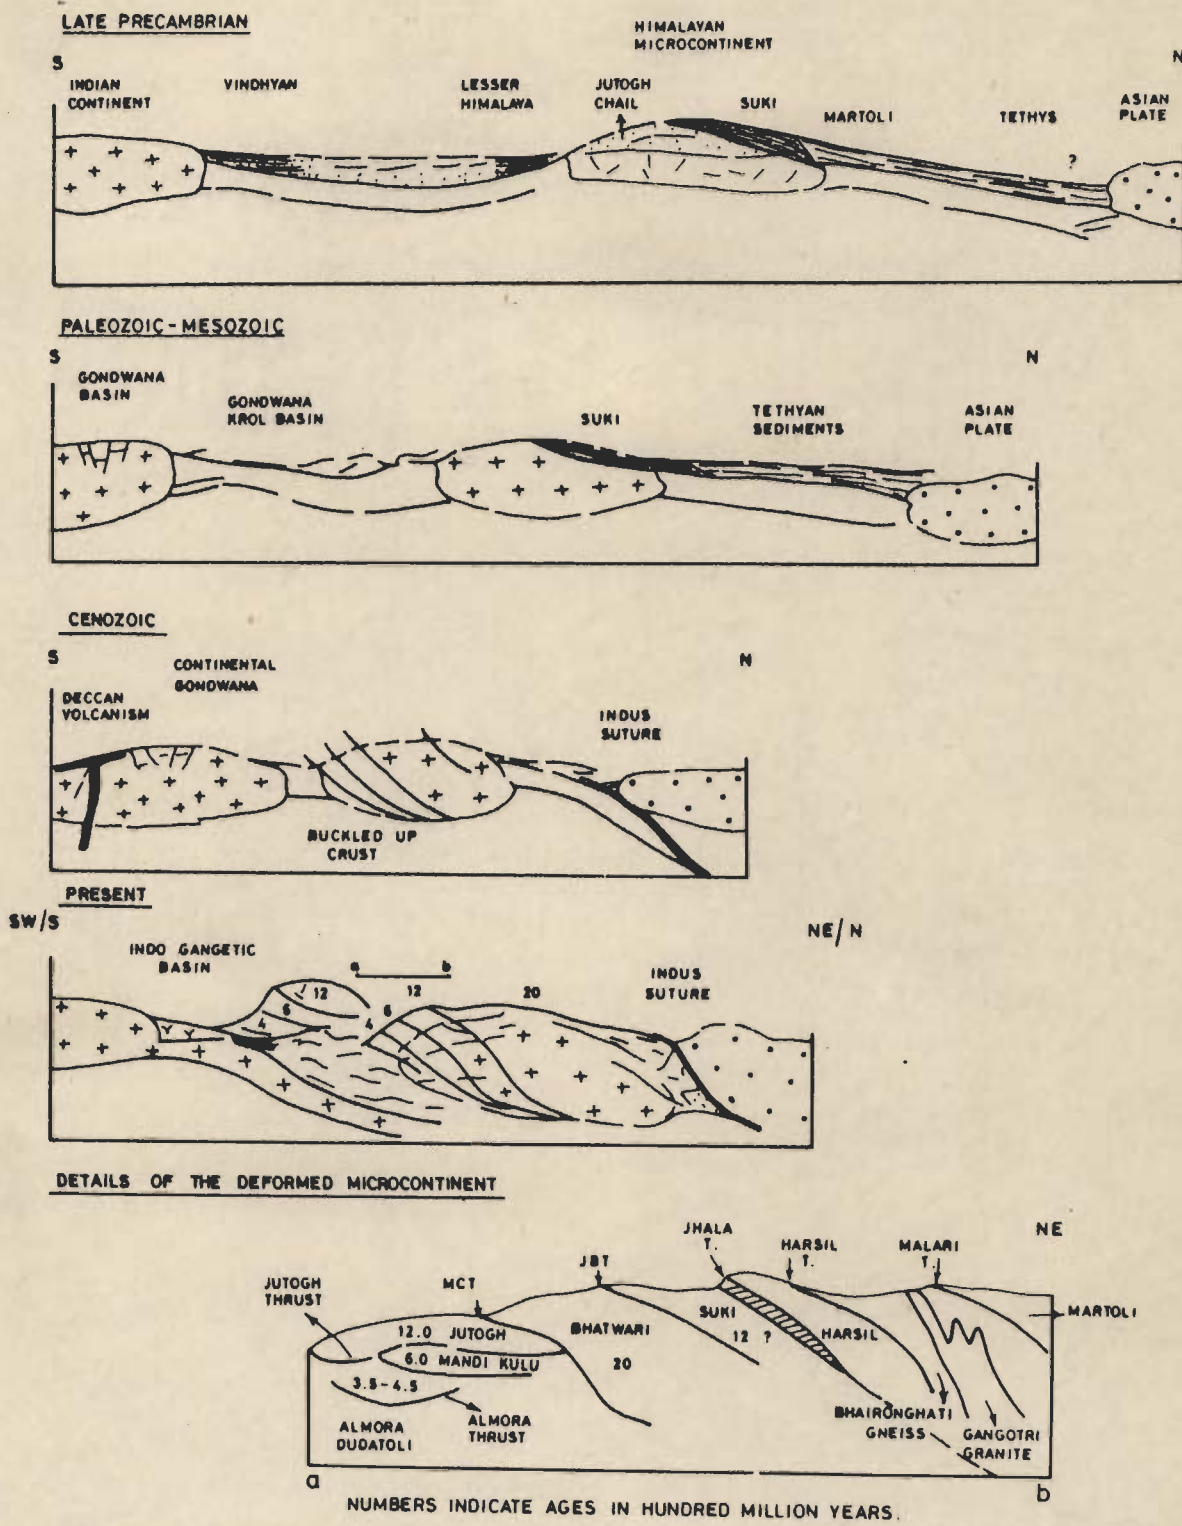 LATE PRECAMBRIAN
HIMALAYAN
MICROCONTINENT
S
N
INDIAN
CONTINENT
VINDHYAN
LESSER
HIMALAYA
JUTOGH
CHAIL
SUKI
MARTOLI
TETHYS
ASIAN
PLATE
?
PALEOZOIC-MESOZOIC
S
N
GONDWANA
BASIN
GONDWANA
KROL BASIN
SUKI
TETHYAN
SEDIMENTS
ASIAN
PLATE
CENOZOIC
S
N
CONTINENTAL
GONDWANA
DECCAN
VOLCANISM
INDUS
SUTURE
BUCKLED UP
CRUST
PRESENT
SW/S
NE/N
INDO GANGETIC
BASIN
a
b
INDUS
SUTURE
12
12
20
6
6
4
4
DETAILS OF THE DEFORMED MICROCONTINENT
NE
JHALA
T.
HARSIL
T.
MALARI
T.
JBT
MCT
JUTOGH
THRUST
MARTOLI
12.0 JUTOGH
BHATWARI
SUKI
12 ?
HARSIL
6.0 MANDI KULU
20
3.5-4.5
ALMORA
DUDATOLI
ALMORA
THRUST
BHAIRONGHATI
GNEISS
GANGOTRI
GRANITE
a
b
NUMBERS INDICATE AGES IN HUNDRED MILLION YEARS.